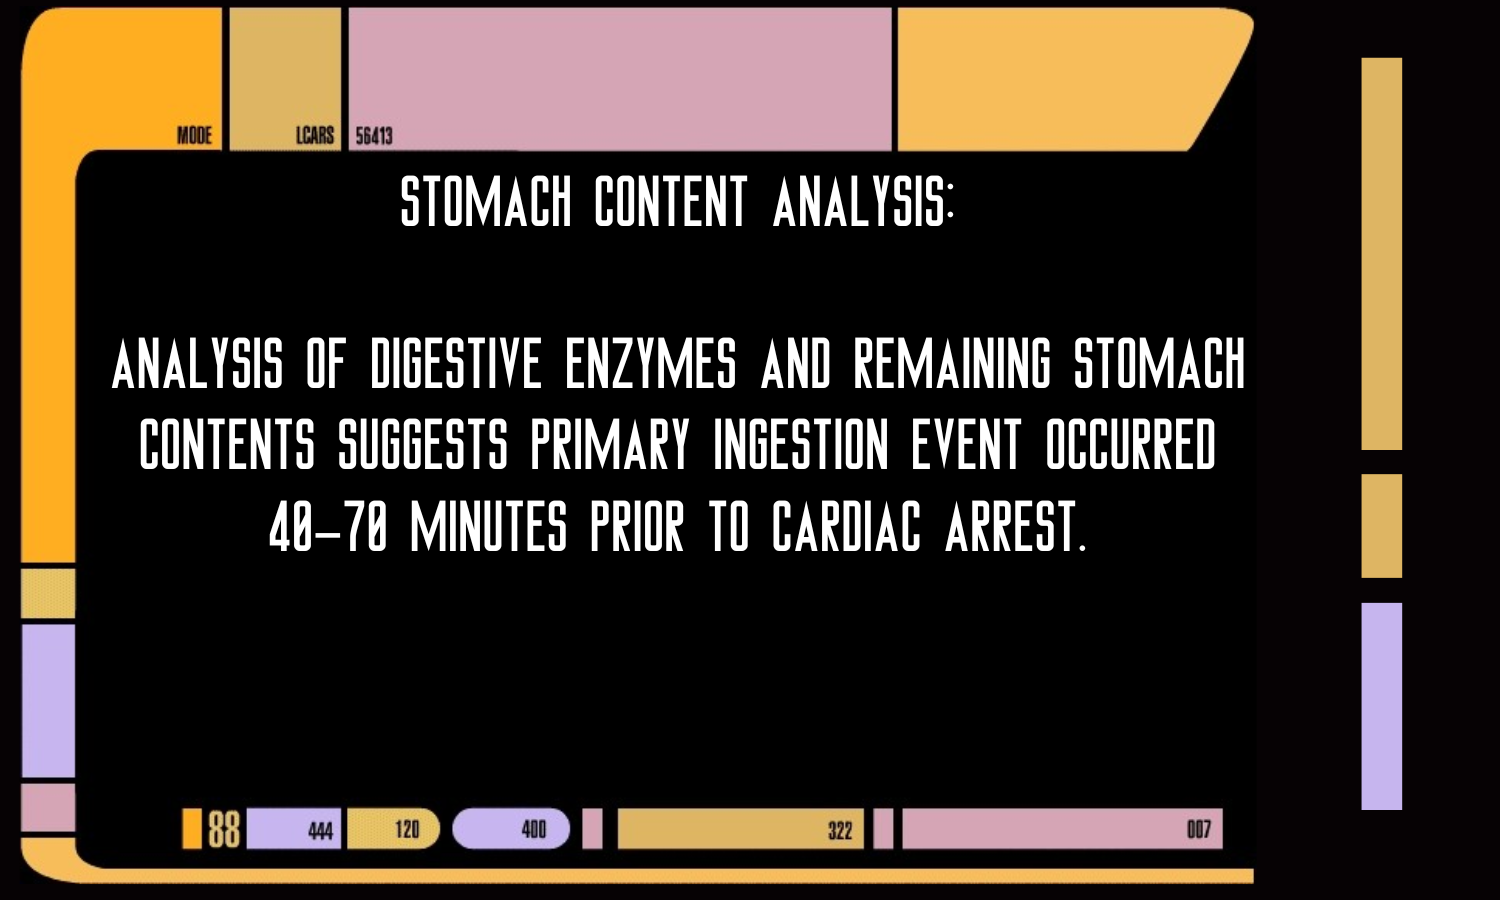 MODE
LCARS
56413
STOMACH CONTENT ANALYSIS:
ANALYSIS OF DIGESTIVE ENZYMES AND REMAINING STOMACH
CONTENTS SUGGESTS PRIMARY INGESTION EVENT OCCURRED
40–70 MINUTES PRIOR TO CARDIAC ARREST.
88
444
120
400
322
007